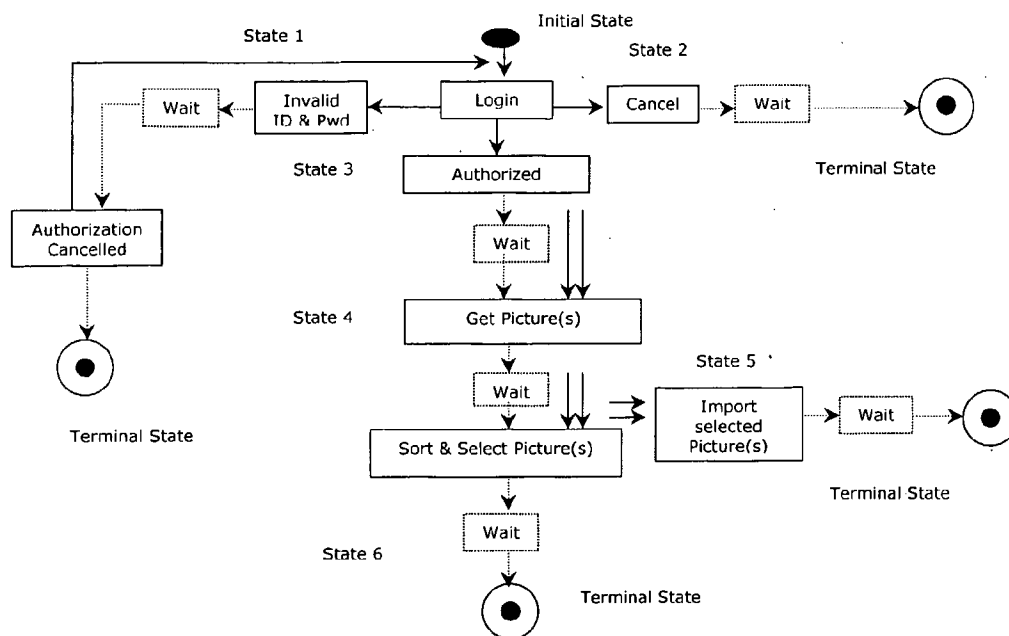 State 1
Initial State
State 2
Wait
Invalid
ID & Pwd
Login
Cancel
Wait
State 3
Authorized
Terminal State
Authorization
Cancelled
Wait
State 4
Get Picture(s)
State 5
Wait
Import
selected
Picture(s)
Wait
Terminal State
Sort & Select Picture(s)
Terminal State
Wait
State 6
Terminal State